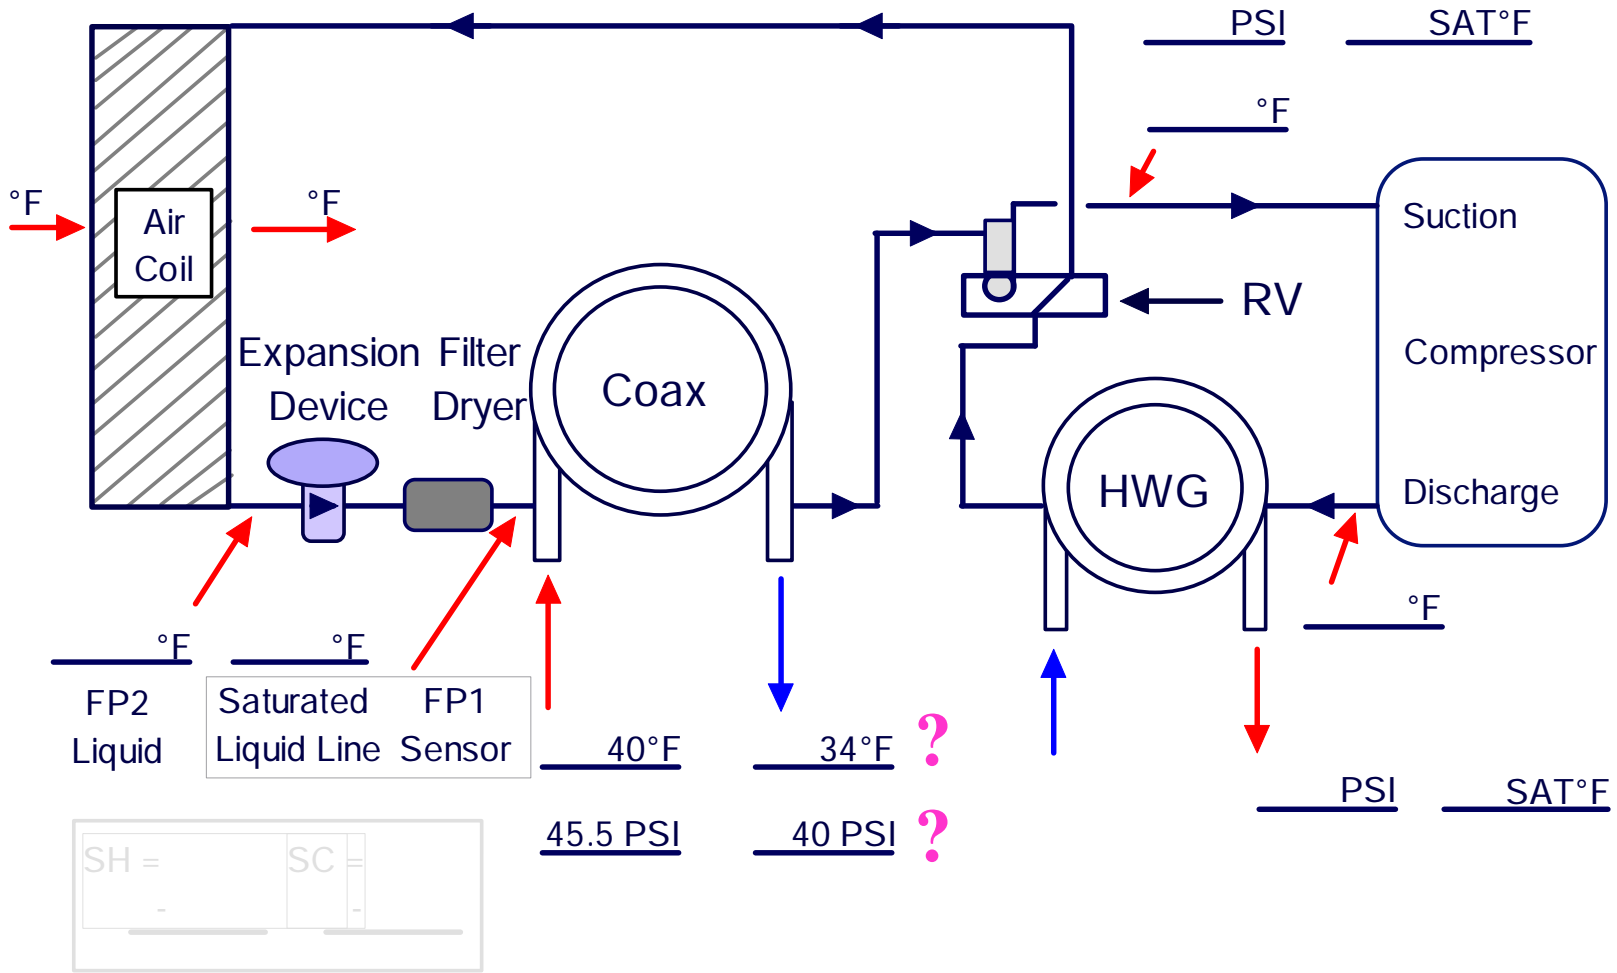 PSI SAT°F
°F
°F °F
Air
Coil
Suction
RV
Expansion Filter
Device Dryer
Coax
Compressor
HWG
Discharge
°F
°F °F
FP2
Liquid
Saturated FP1
Liquid Line Sensor
40°F 34°F ?
PSI SAT°F
45.5 PSI 40 PSI ?
SH = SC =
- -